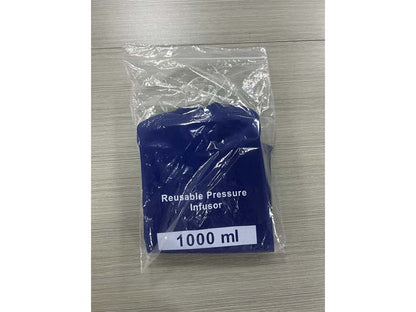 Reusable Pressure
Infusor
1000 ml